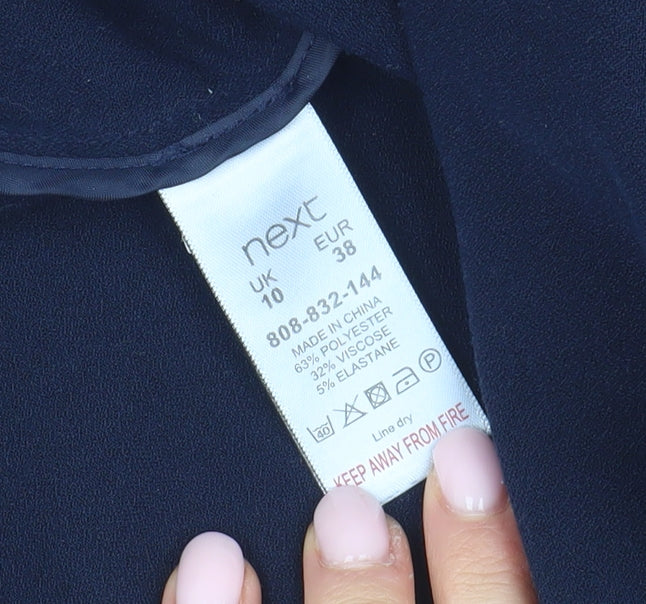 next
UK EUR
10 38
808-832-144
MADE IN CHINA
63% POLYESTER
32% VISCOSE
5% ELASTANE
40 P
Line dry
KEEP AWAY FROM FIRE